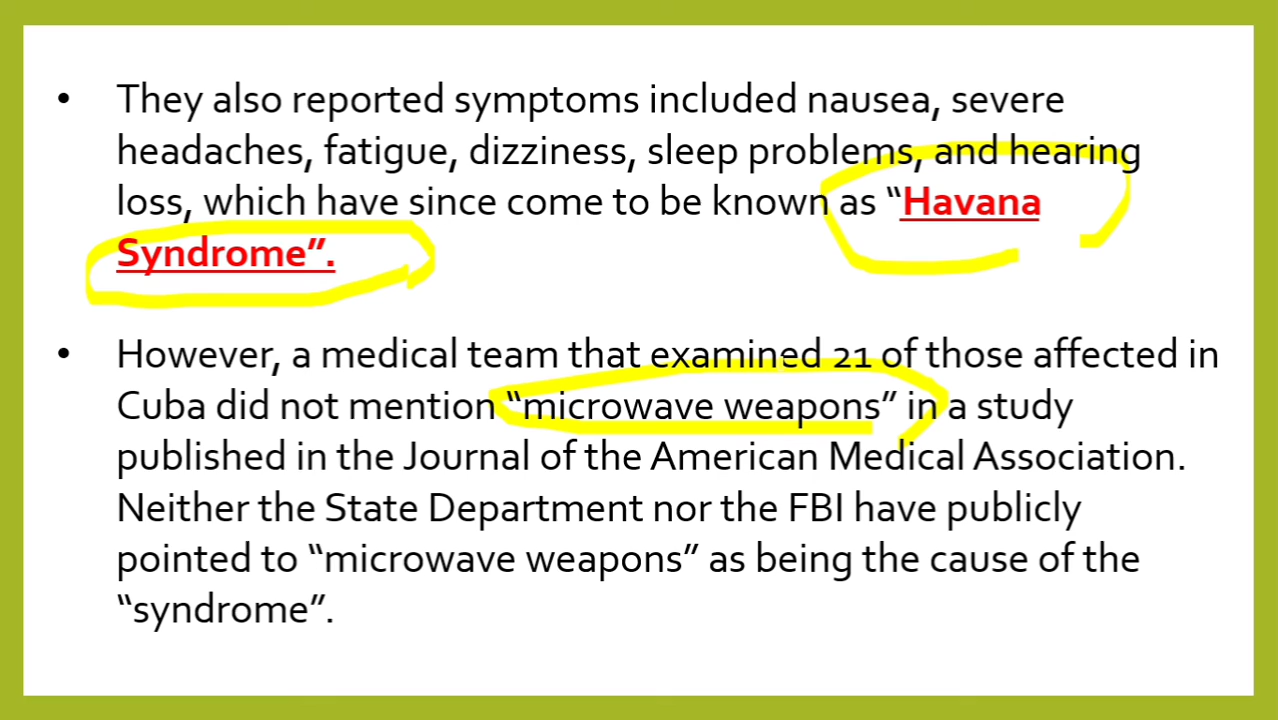 • They also reported symptoms included nausea, severe
headaches, fatigue, dizziness, sleep problems, and hearing
loss, which have since come to be known as “Havana
Syndrome”.
• However, a medical team that examined 21 of those affected in
Cuba did not mention “microwave weapons” in a study
published in the Journal of the American Medical Association.
Neither the State Department nor the FBI have publicly
pointed to “microwave weapons” as being the cause of the
“syndrome”.